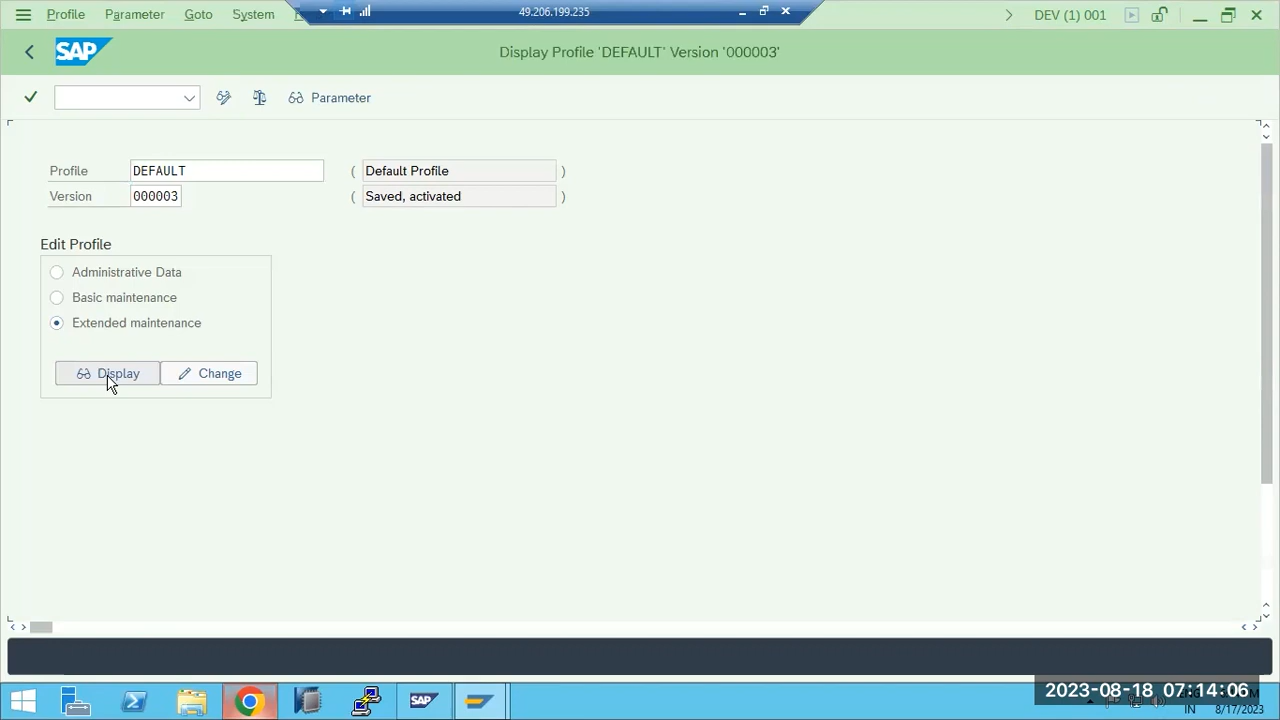 Profile Parameter Goto System
49.206.199.235
DEV (1) 001
SAP
Display Profile 'DEFAULT' Version '000003'
Parameter
Profile DEFAULT ( Default Profile )
Version 000003 ( Saved, activated )
Edit Profile
Administrative Data
Basic maintenance
Extended maintenance
Display Change
SAP
2023-08-18 07:14:06
IN 8/17/2023